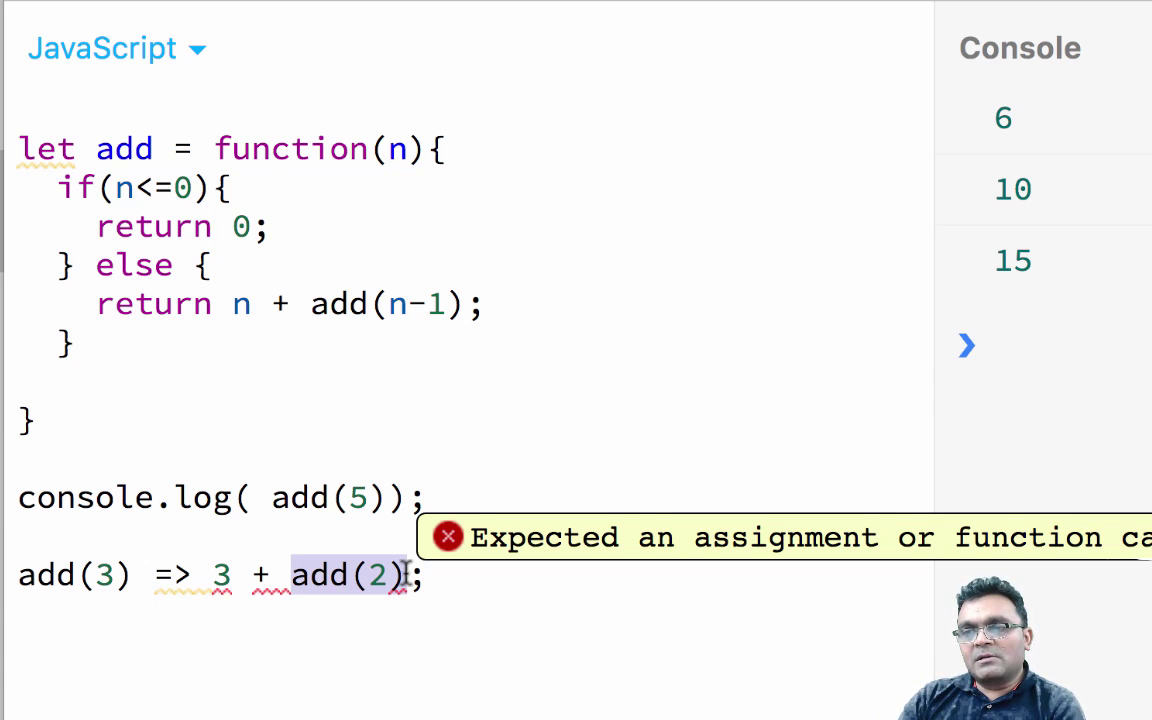 JavaScript
Console
let add = function(n){
if(n<=0){
return 0;
} else {
return n + add(n-1);
}
}
console.log( add(5));
add(3) => 3 + add(2);
Expected an assignment or function ca
6
10
15